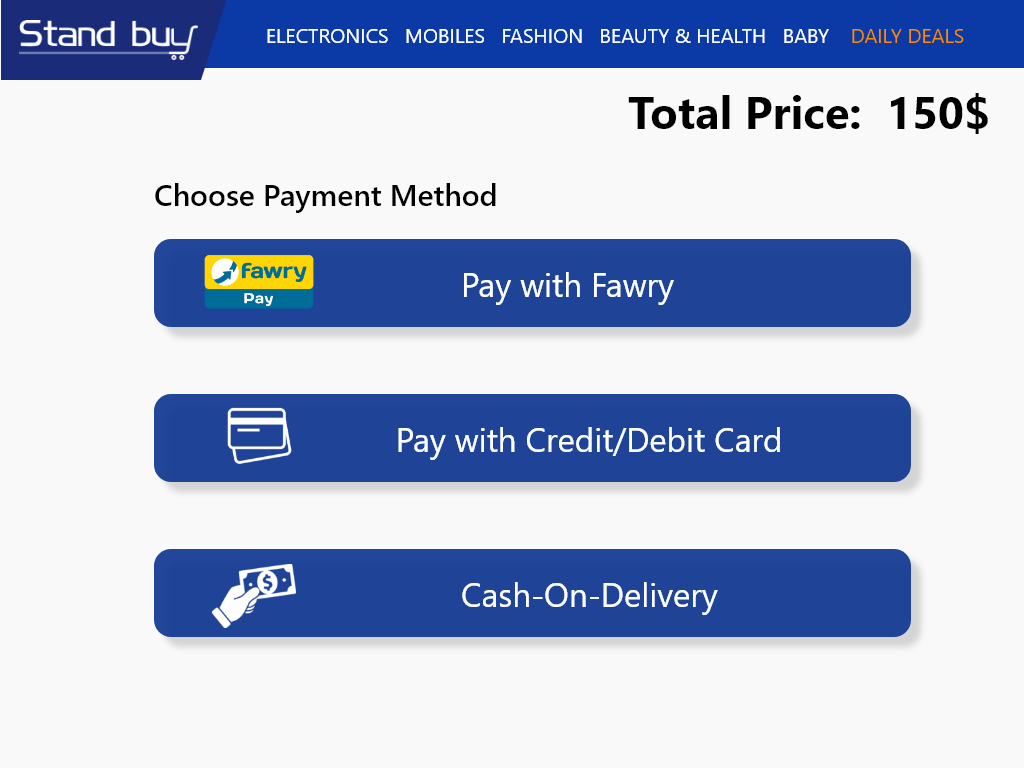 Stand buy
ELECTRONICS MOBILES FASHION BEAUTY & HEALTH BABY DAILY DEALS
Total Price: 150$
Choose Payment Method
fawry
Pay
Pay with Fawry
Pay with Credit/Debit Card
$
Cash-On-Delivery